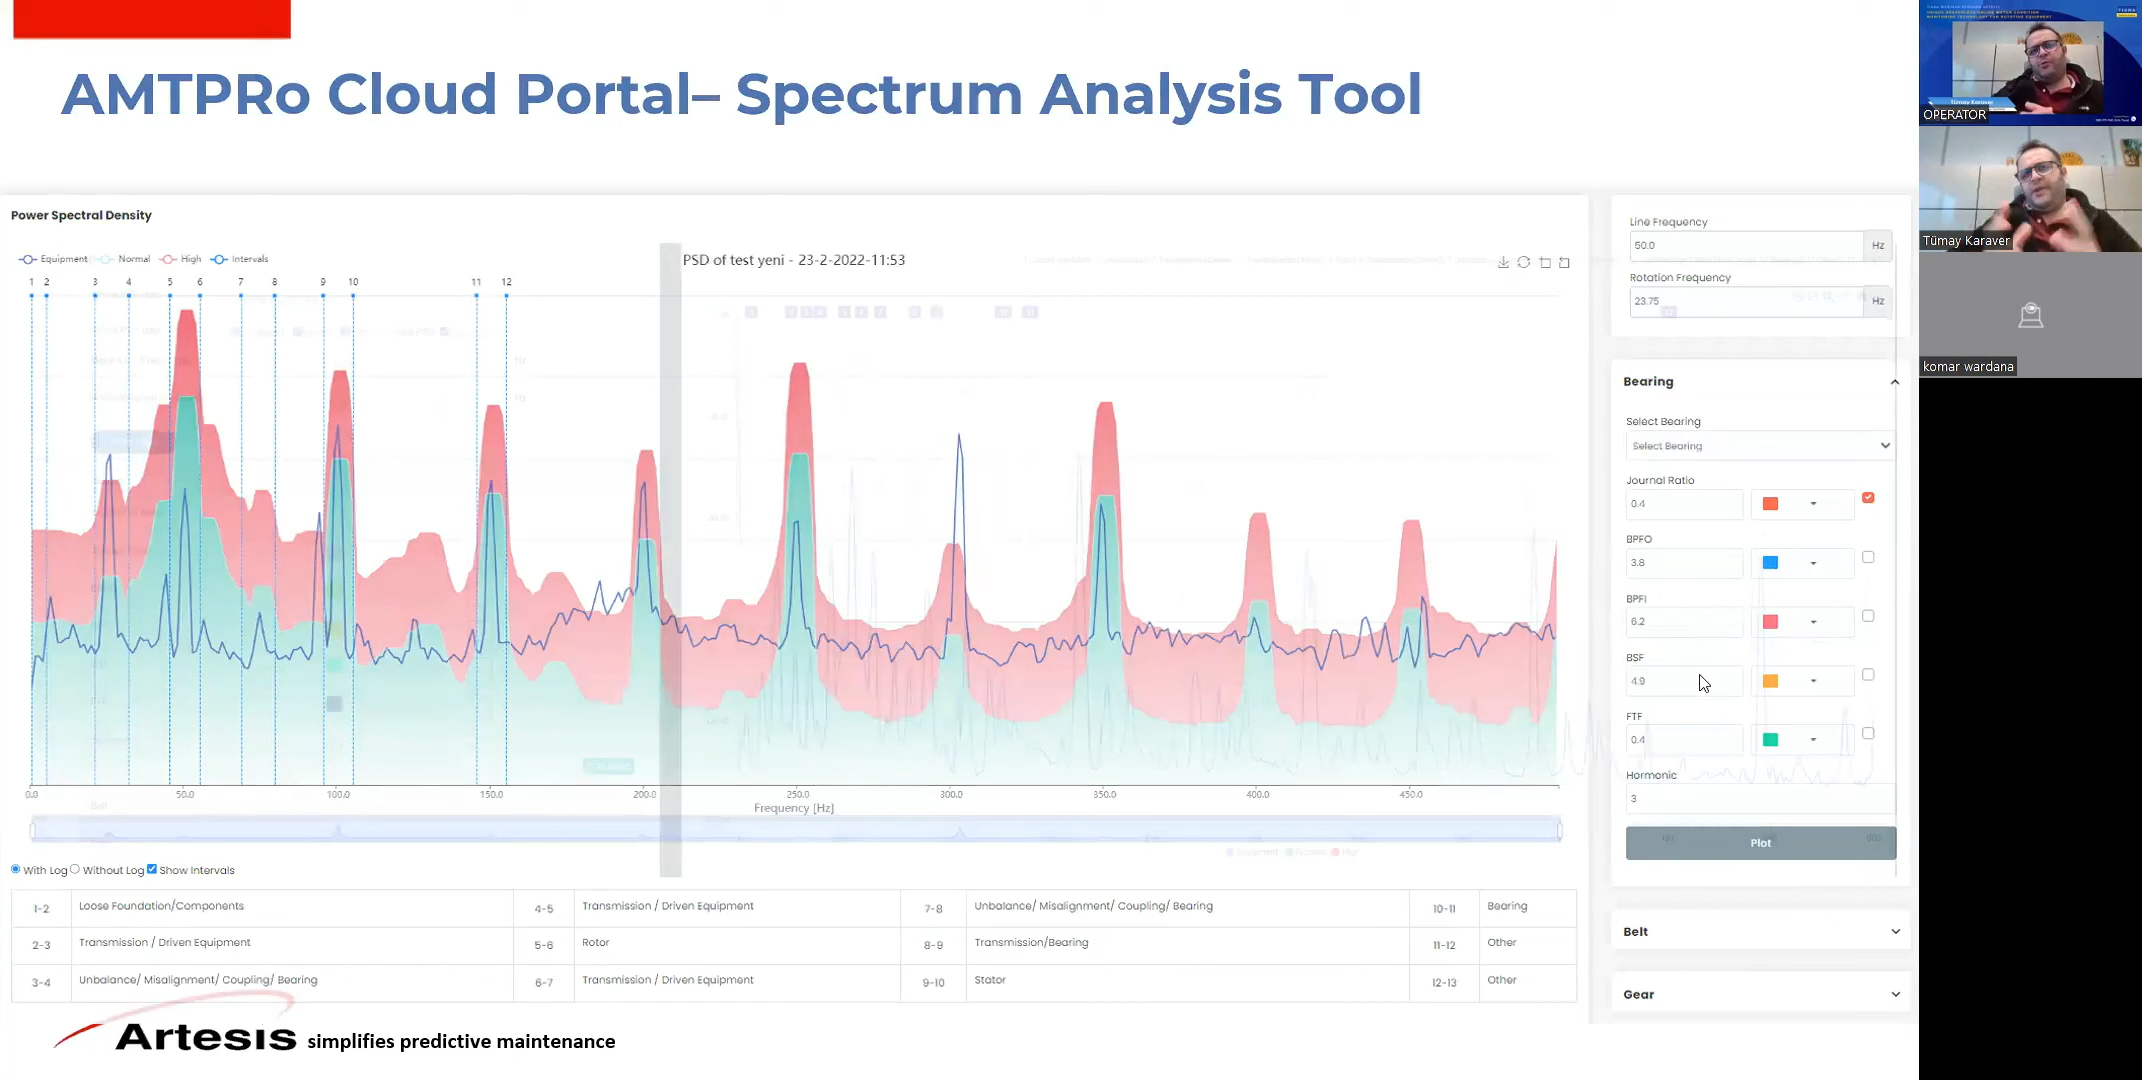 AMTPRo Cloud Portal– Spectrum Analysis Tool
Power Spectral Density
Equipment Normal High Intervals
PSD of test yeni - 23-2-2022-11:53
1 2 3 4 5 6 7 8 9 10 11 12
0.0 50.0 100.0 150.0 200.0 250.0 300.0 350.0 400.0 450.0
Frequency [Hz]
With Log Without Log Show Intervals
1-2 Loose Foundation/Components 4-5 Transmission / Driven Equipment 7-8 Unbalance/ Misalignment/ Coupling/ Bearing 10-11 Bearing
2-3 Transmission / Driven Equipment 5-6 Rotor 8-9 Transmission/Bearing 11-12 Other
3-4 Unbalance/ Misalignment/ Coupling/ Bearing 6-7 Transmission / Driven Equipment 9-10 Stator 12-13 Other
Artesis simplifies predictive maintenance
Line Frequency
50.0 Hz
Rotation Frequency
23.75 Hz
Bearing
Select Bearing
Select Bearing
Journal Ratio
0.4
BPFO
3.8
BPFI
6.2
BSF
4.9
FTF
0.4
Hormonic
3
Plot
Belt
Gear
Tümay Karaver
OPERATOR
Tümay Karaver
komar wardana